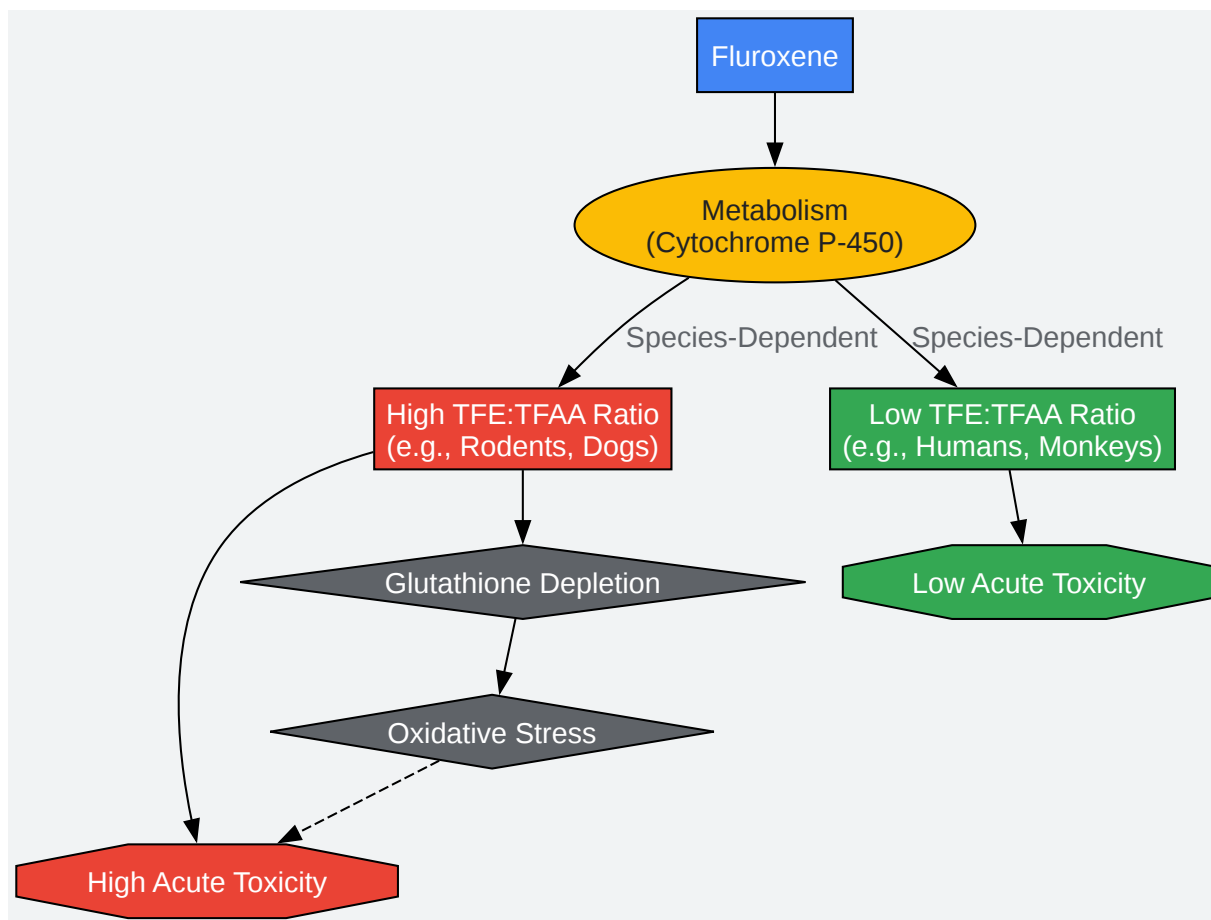 Fluroxene
Metabolism
(Cytochrome P-450)
Species-Dependent
Species-Dependent
High TFE:TFAA Ratio
(e.g., Rodents, Dogs)
Low TFE:TFAA Ratio
(e.g., Humans, Monkeys)
Glutathione Depletion
Low Acute Toxicity
Oxidative Stress
High Acute Toxicity